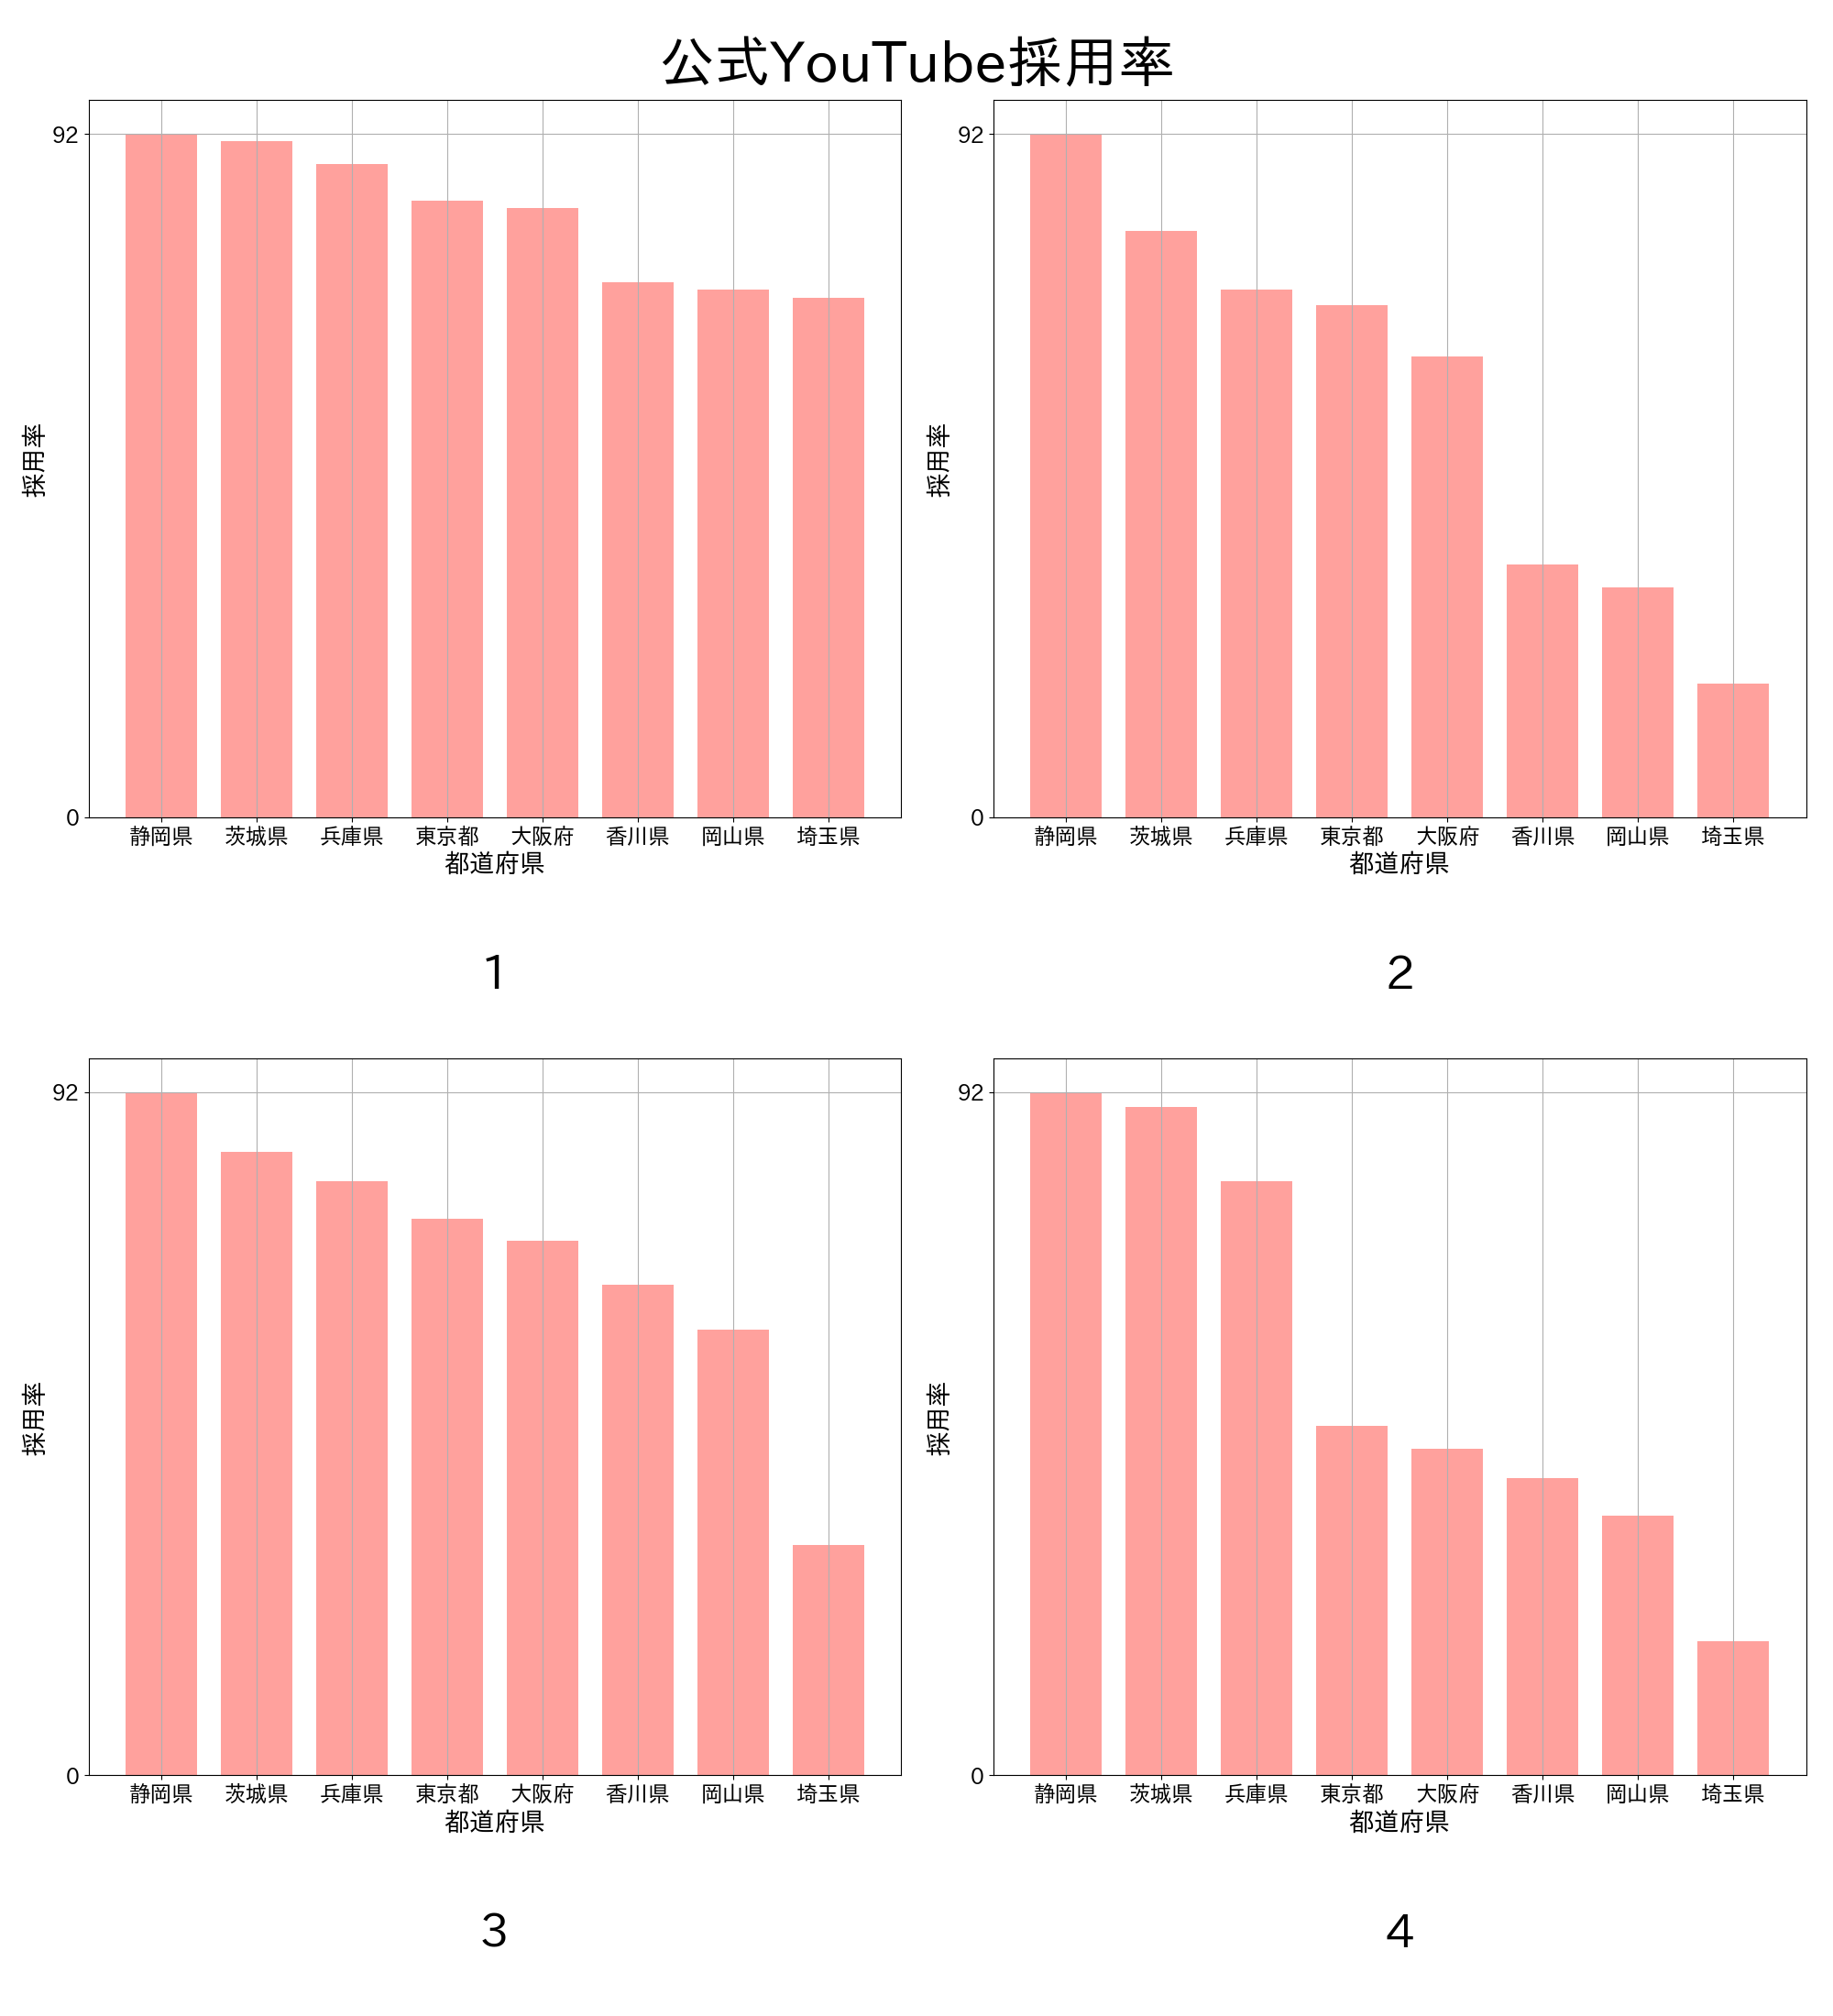 公式YouTube採用率
92
0
採用率
静岡県 茨城県 兵庫県 東京都 大阪府 香川県 岡山県 埼玉県
都道府県
1
92
0
採用率
静岡県 茨城県 兵庫県 東京都 大阪府 香川県 岡山県 埼玉県
都道府県
2
92
0
採用率
静岡県 茨城県 兵庫県 東京都 大阪府 香川県 岡山県 埼玉県
都道府県
3
92
0
採用率
静岡県 茨城県 兵庫県 東京都 大阪府 香川県 岡山県 埼玉県
都道府県
4